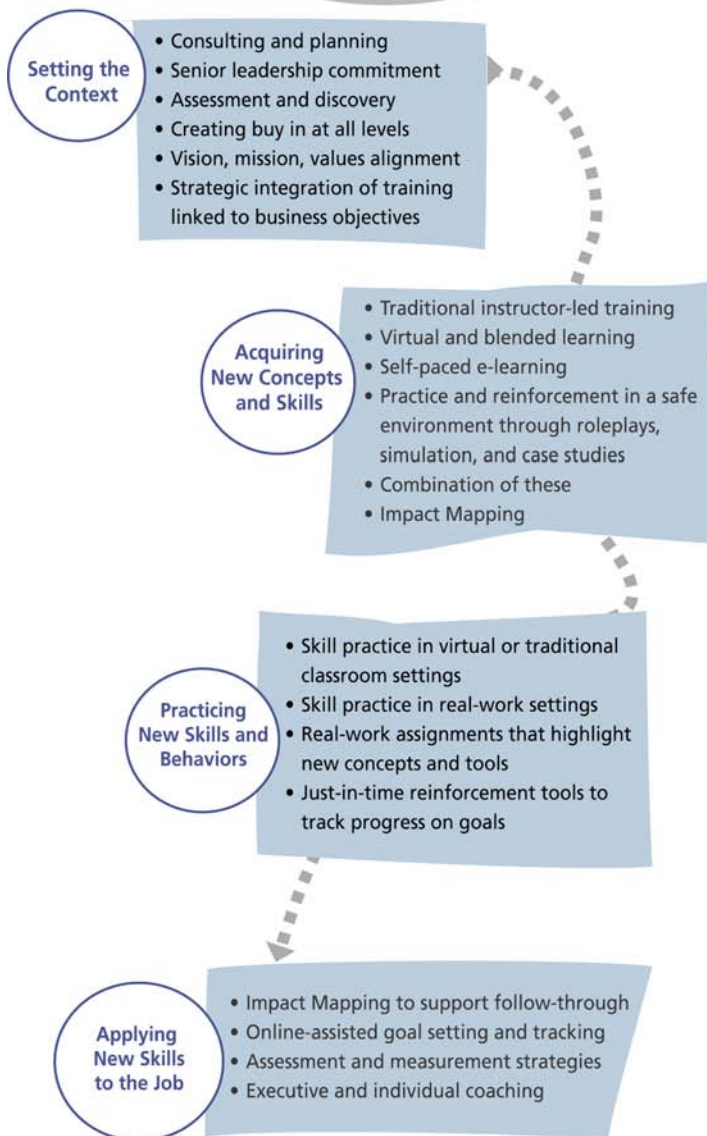 Setting the
Context
• Consulting and planning
• Senior leadership commitment
• Assessment and discovery
• Creating buy in at all levels
• Vision, mission, values alignment
• Strategic integration of training
linked to business objectives
Acquiring
New Concepts
and Skills
• Traditional instructor-led training
• Virtual and blended learning
• Self-paced e-learning
• Practice and reinforcement in a safe
environment through roleplays,
simulation, and case studies
• Combination of these
• Impact Mapping
Practicing
New Skills and
Behaviors
• Skill practice in virtual or traditional
classroom settings
• Skill practice in real-work settings
• Real-work assignments that highlight
new concepts and tools
• Just-in-time reinforcement tools to
track progress on goals
Applying
New Skills
to the Job
• Impact Mapping to support follow-through
• Online-assisted goal setting and tracking
• Assessment and measurement strategies
• Executive and individual coaching